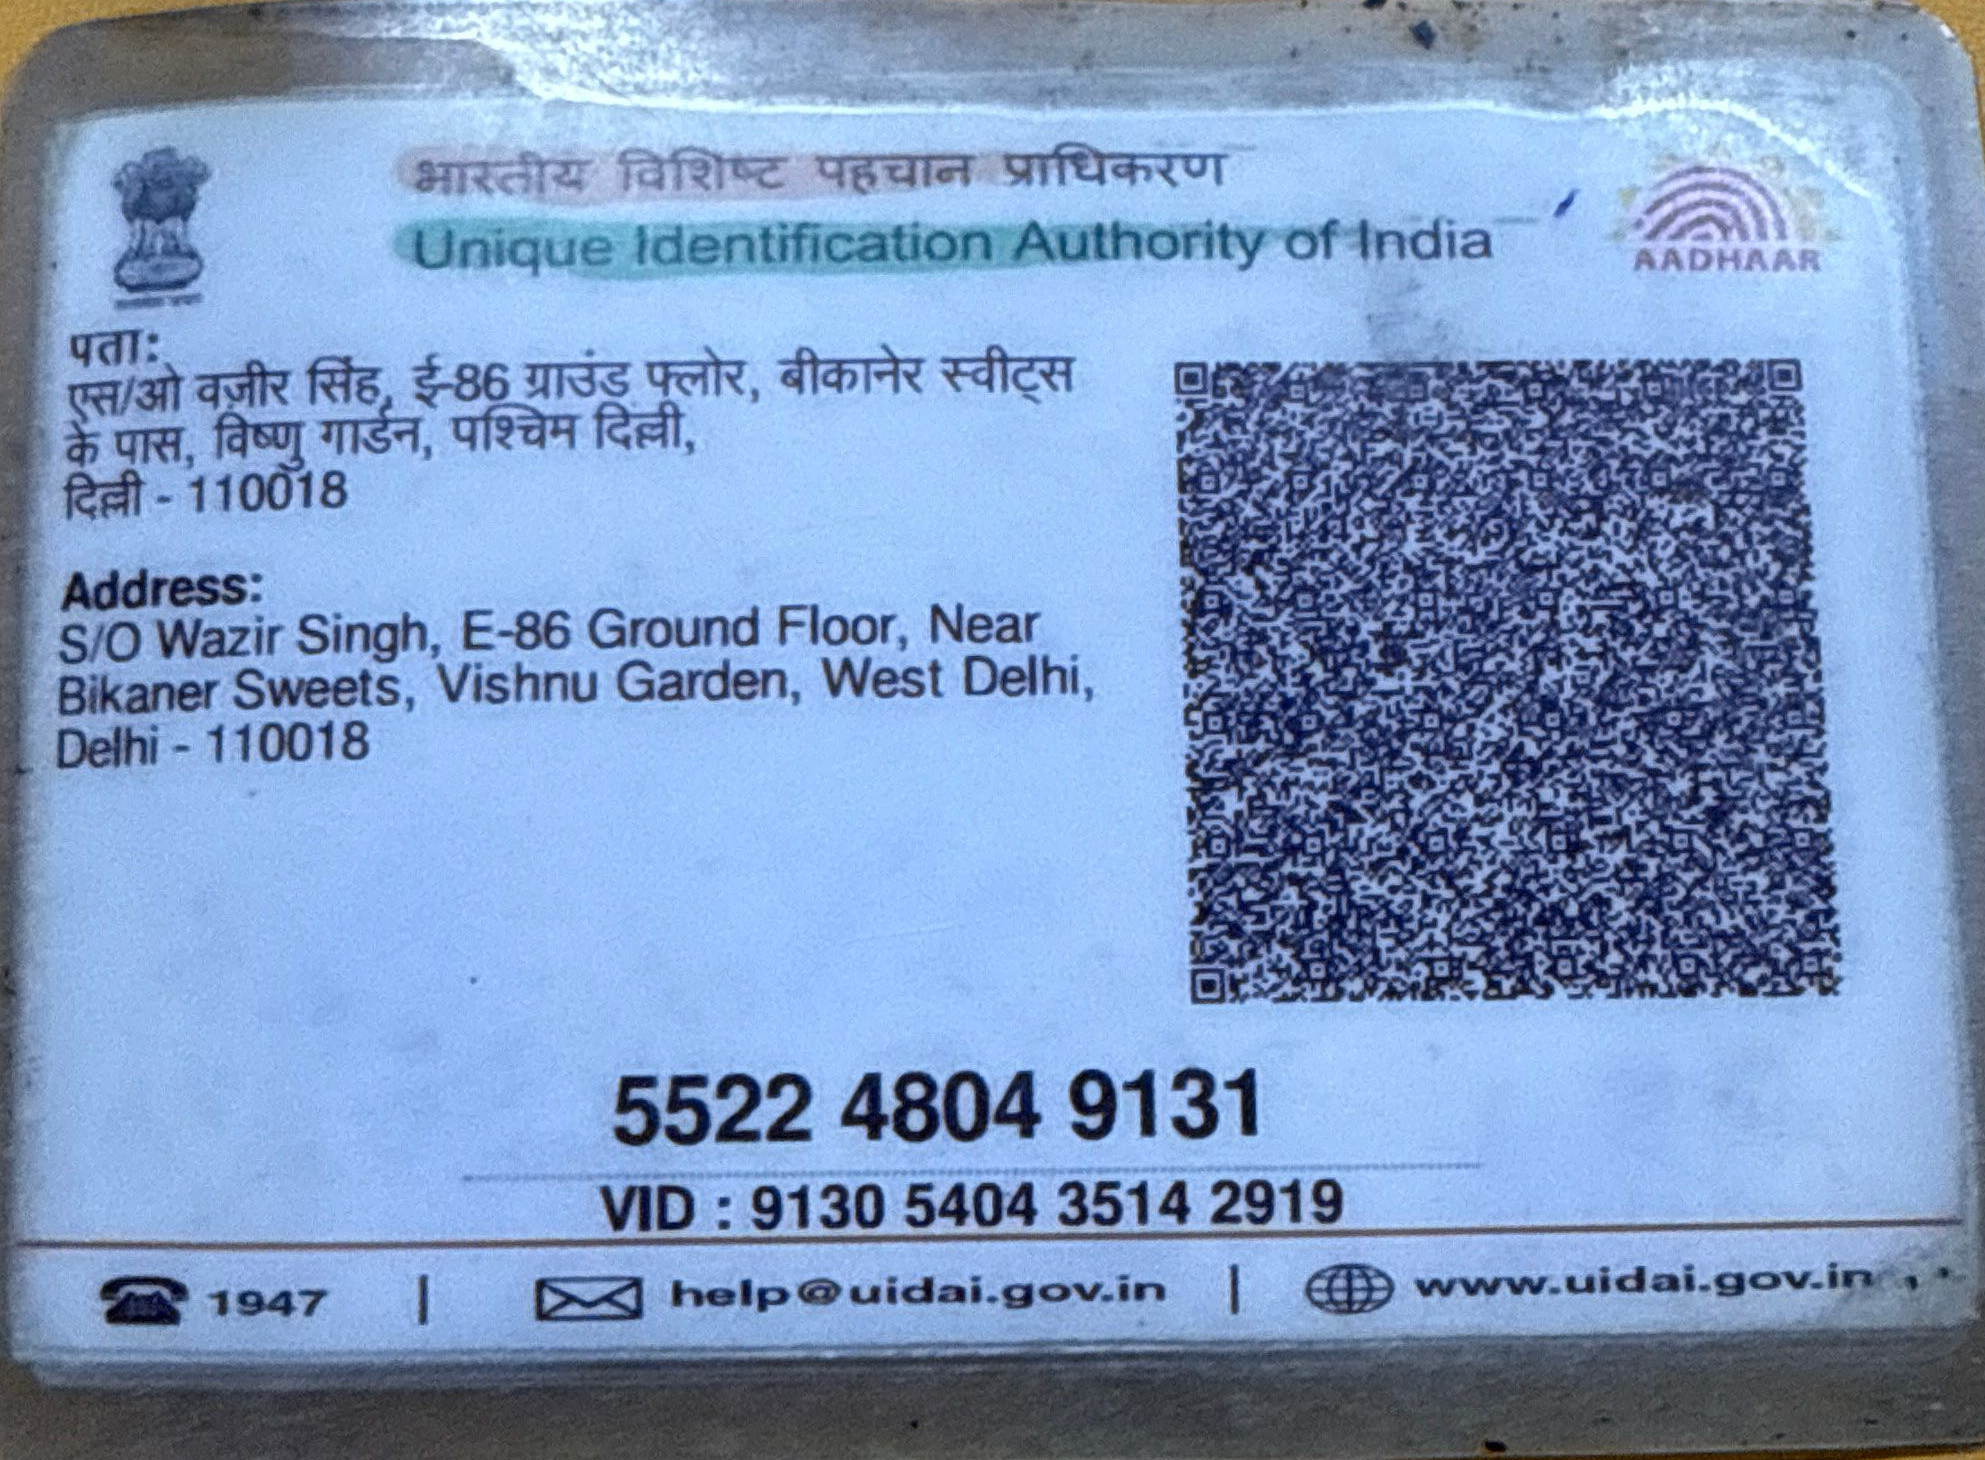 भारतीय विशिष्ट पहचान प्राधिकरण
Unique Identification Authority of India
AADHAAR
पता:
एस/ओ वज़ीर सिंह, ई-86 ग्राउंड फ्लोर, बीकानेर स्वीट्स
के पास, विष्णु गार्डन, पश्चिम दिल्ली,
दिल्ली - 110018
Address:
S/O Wazir Singh, E-86 Ground Floor, Near
Bikaner Sweets, Vishnu Garden, West Delhi,
Delhi - 110018
5522 4804 9131
VID : 9130 5404 3514 2919
1947 | help@uidai.gov.in | www.uidai.gov.in